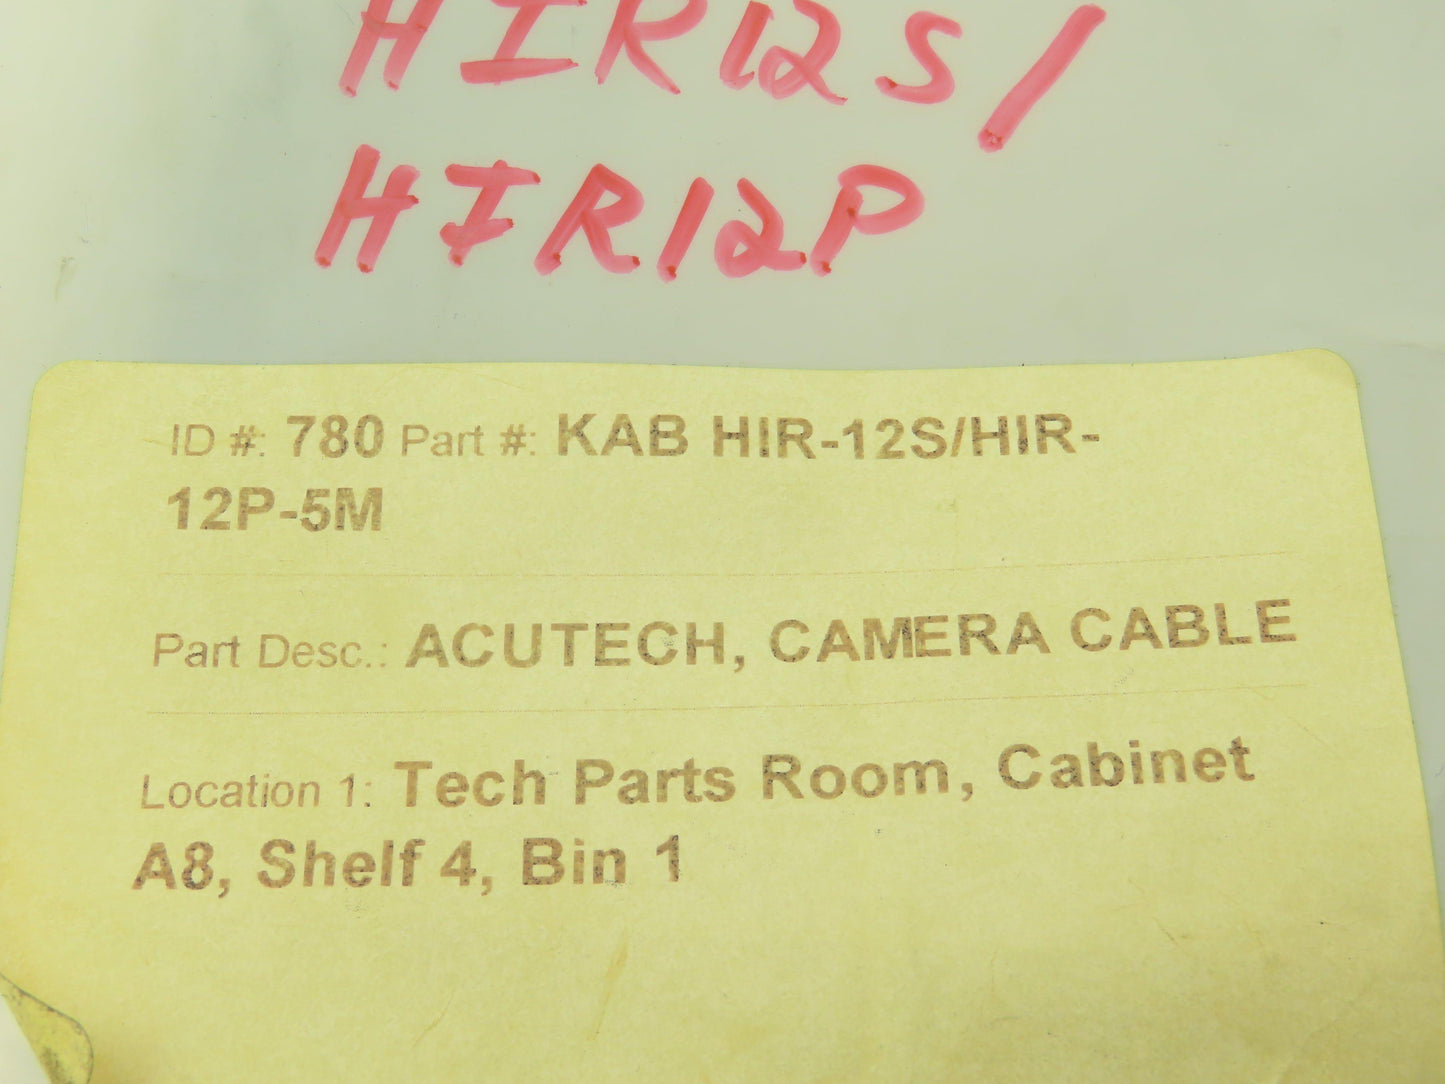 HIR12S/
HIR12P
ID #: 780 Part #: KAB HIR-12S/HIR-
12P-5M
Part Desc.: ACUTECH, CAMERA CABLE
Location 1: Tech Parts Room, Cabinet
A8, Shelf 4, Bin 1